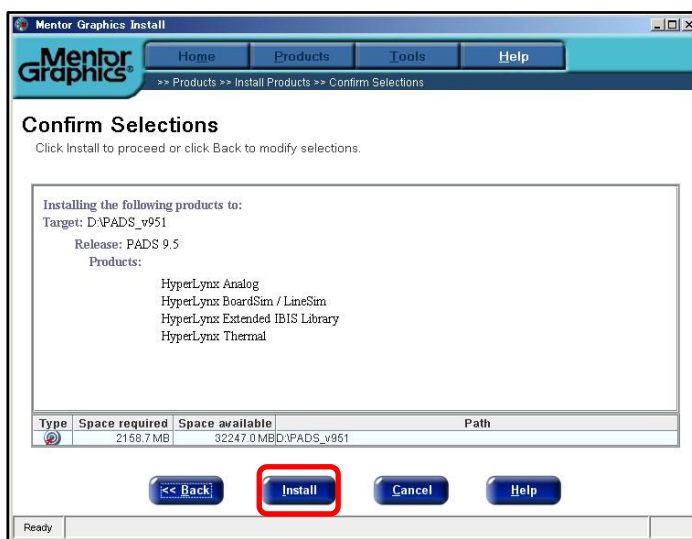 Mentor Graphics Install
Mentor Graphics®
Home Products Tools Help
>> Products >> Install Products >> Confirm Selections
Confirm Selections
Click Install to proceed or click Back to modify selections.
Installing the following products to:
Target: D:\PADS_v951
Release: PADS 9.5
Products:
HyperLynx Analog
HyperLynx BoardSim / LineSim
HyperLynx Extended IBIS Library
HyperLynx Thermal
Type Space required Space available Path
2158.7 MB 32247.0 MB D:\PADS_v951
<< Back Install Cancel Help
Ready